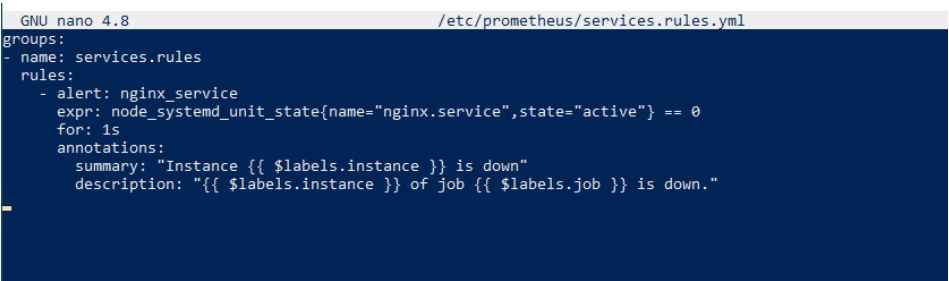 GNU nano 4.8 /etc/prometheus/services.rules.yml
groups:
- name: services.rules
  rules:
    - alert: nginx_service
      expr: node_systemd_unit_state{name="nginx.service",state="active"} == 0
      for: 1s
      annotations:
        summary: "Instance {{ $labels.instance }} is down"
        description: "{{ $labels.instance }} of job {{ $labels.job }} is down."